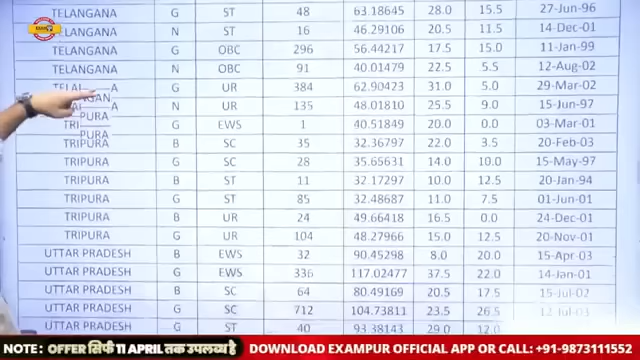 EXAMPUR
TELANGANA G ST 48 63.18645 28.0 15.5 27-Jun-96
TELANGANA N ST 16 46.29106 20.5 11.5 14-Dec-01
TELANGANA G OBC 296 56.44217 17.5 15.0 11-Jan-99
TELANGANA N OBC 91 40.01479 22.5 5.5 12-Aug-02
G UR 384 62.90423 31.0 5.0 29-Mar-02
N UR 135 48.01810 25.5 9.0 15-Jun-97
G EWS 1 40.51849 20.0 0.0 03-Mar-01
TRIPURA B SC 35 32.36797 22.0 3.5 20-Feb-03
TRIPURA G SC 28 35.65631 14.0 10.0 15-May-97
TRIPURA B ST 11 32.17297 10.0 12.5 20-Jan-94
TRIPURA G ST 85 32.48687 11.0 7.5 01-Jun-01
TRIPURA B UR 24 49.66418 16.5 0.0 24-Dec-01
TRIPURA G UR 104 48.27966 15.0 12.5 20-Nov-01
UTTAR PRADESH B EWS 32 90.45298 8.0 20.0 15-Apr-03
UTTAR PRADESH G EWS 336 117.02477 37.5 22.0 14-Jan-01
UTTAR PRADESH B SC 64 80.49169 20.5 17.5 15-Jul-02
UTTAR PRADESH G SC 712 104.73811 23.5 26.5 12-Jul-03
UTTAR PRADESH G ST 40 93.38143 29.0 12.0
NOTE : OFFER सिर्फ 11 APRIL तक उपलब्ध है DOWNLOAD EXAMPUR OFFICIAL APP OR CALL: +91-9873111552